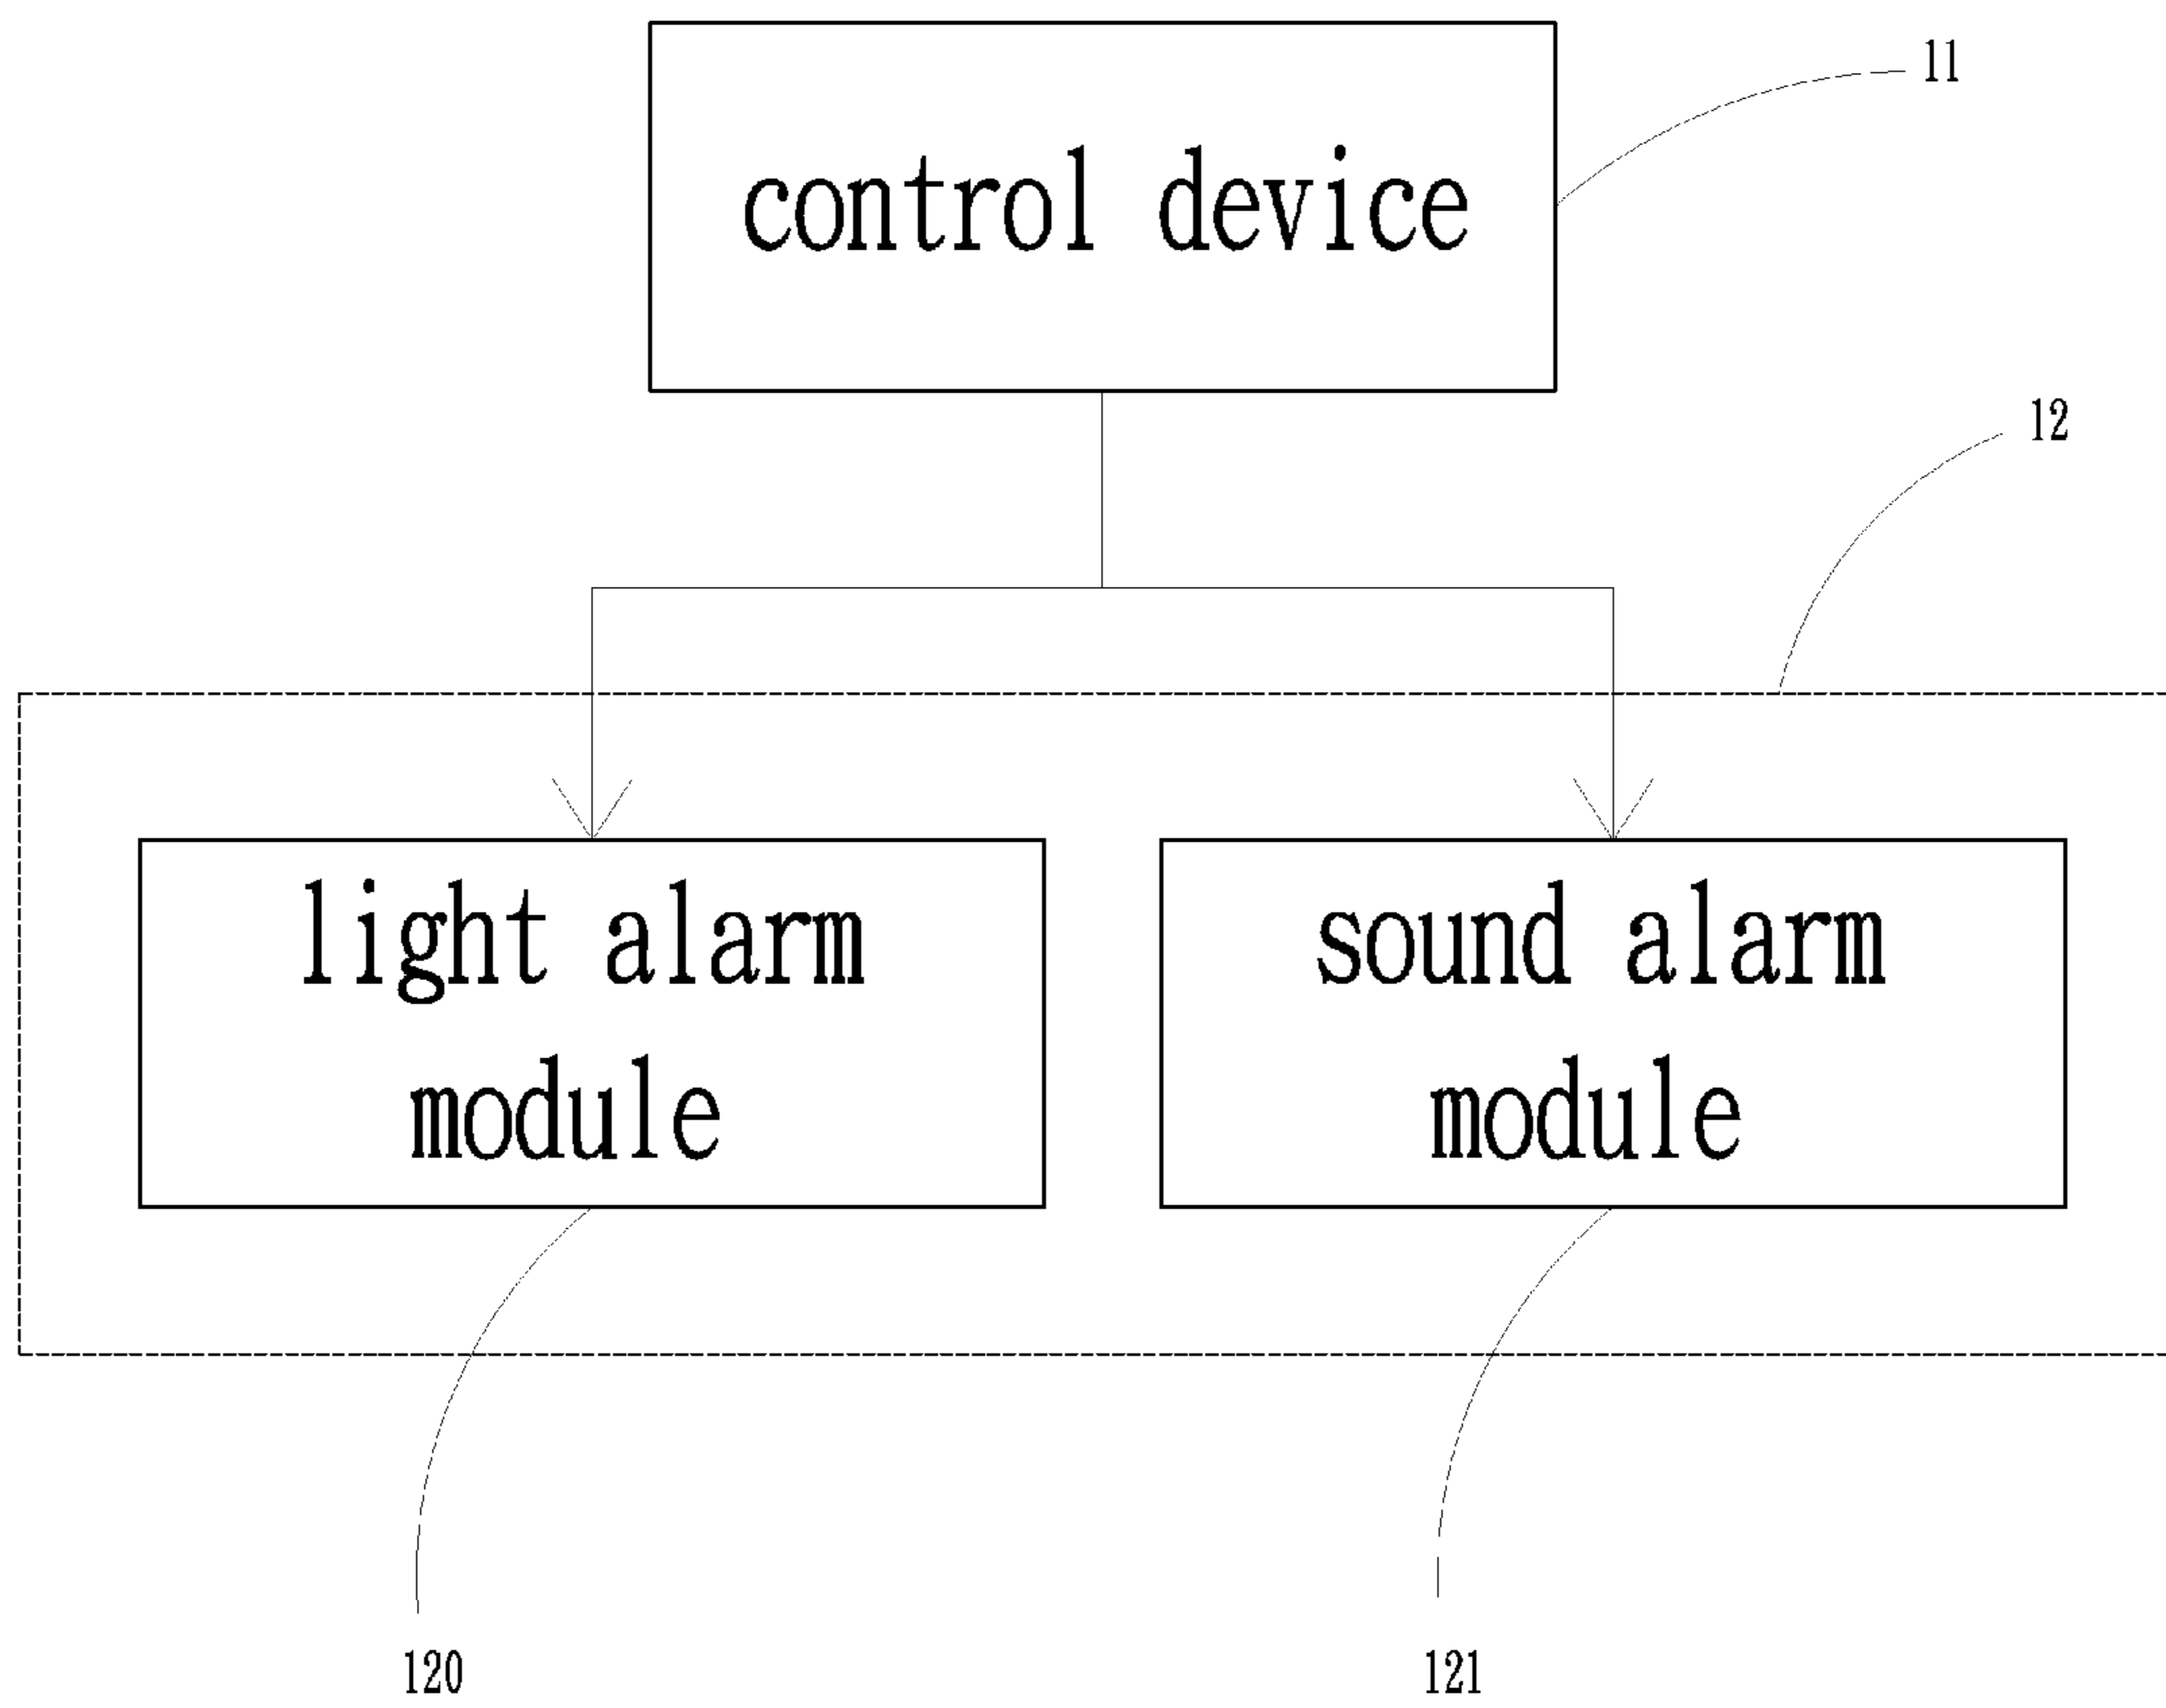 11
control device
12
light alarm
module
sound alarm
module
120
121